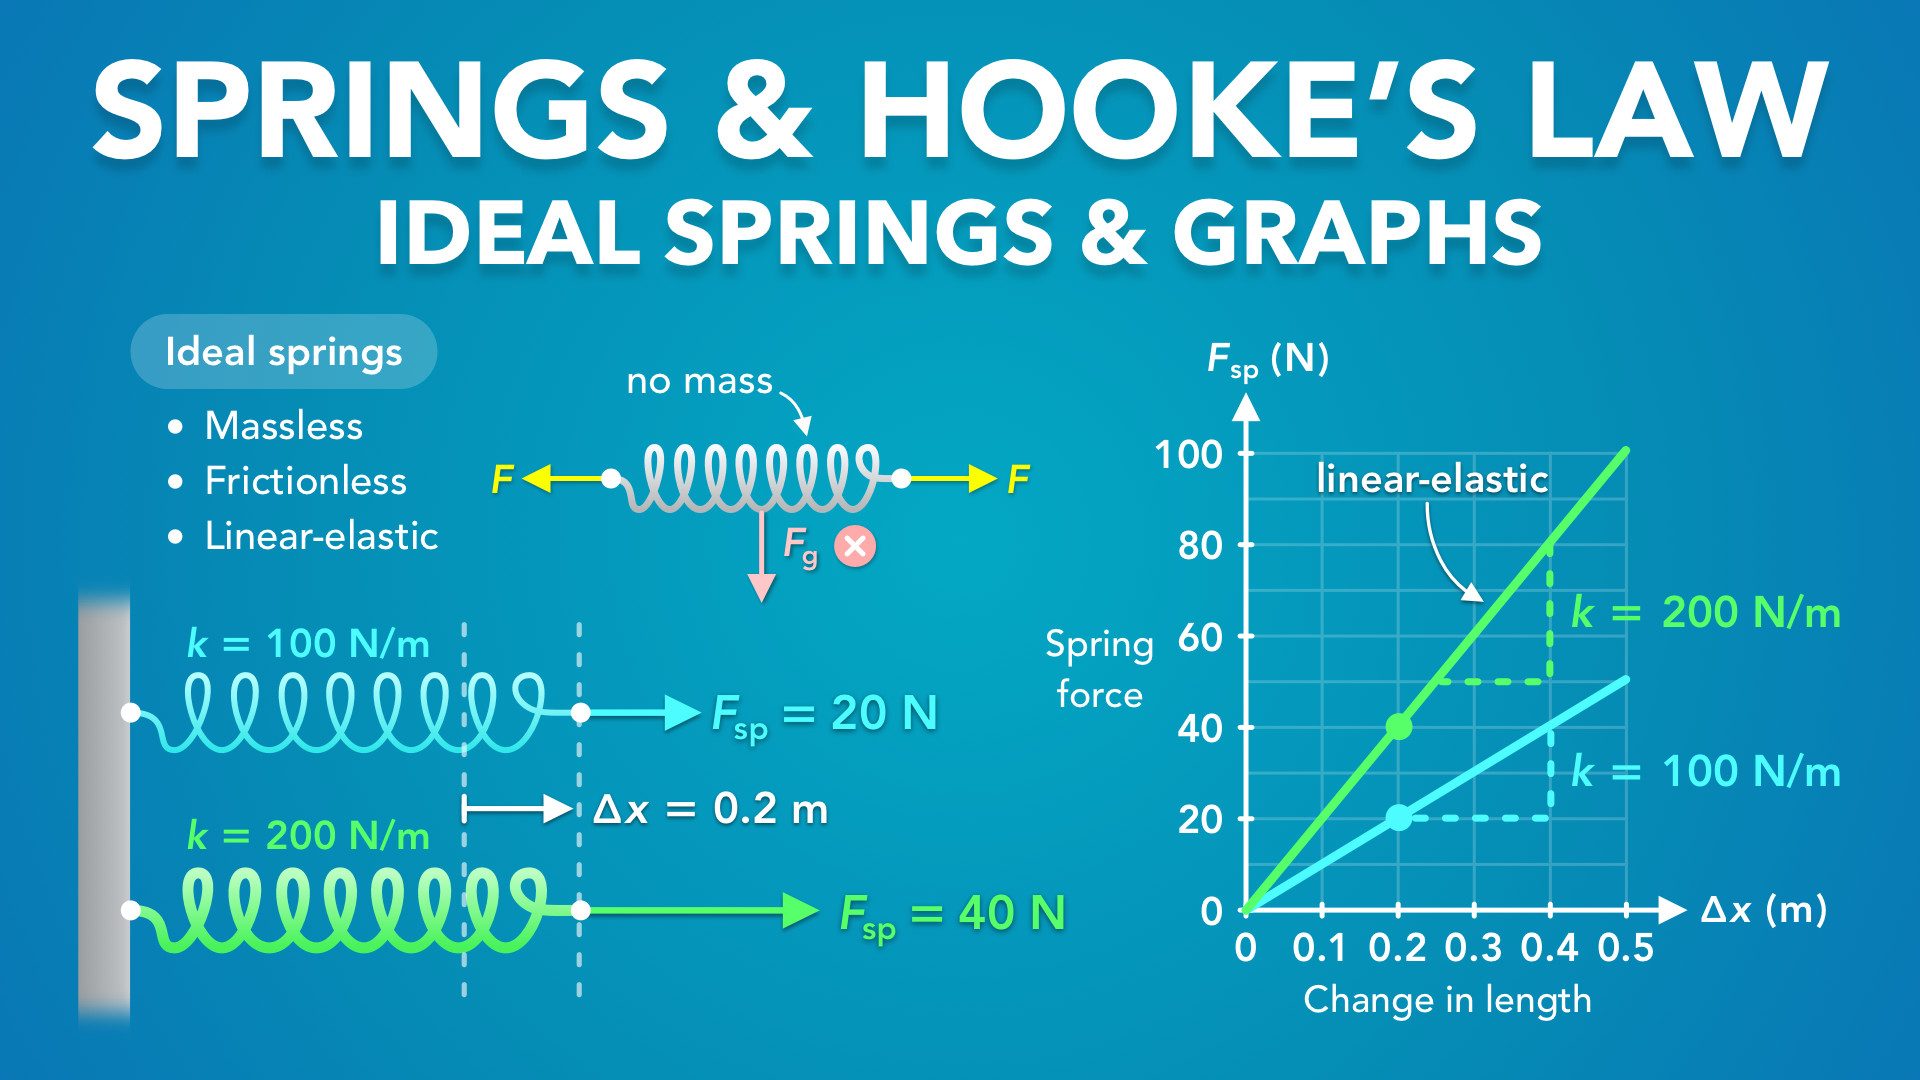 SPRINGS & HOOKE’S LAW
IDEAL SPRINGS & GRAPHS
Ideal springs
• Massless
• Frictionless
• Linear-elastic
no mass
F
F
Fg
k = 100 N/m
Fsp = 20 N
Δx = 0.2 m
k = 200 N/m
Fsp = 40 N
Fsp (N)
100
80
60
40
20
0
Spring
force
linear-elastic
k = 200 N/m
k = 100 N/m
Δx (m)
0 0.1 0.2 0.3 0.4 0.5
Change in length